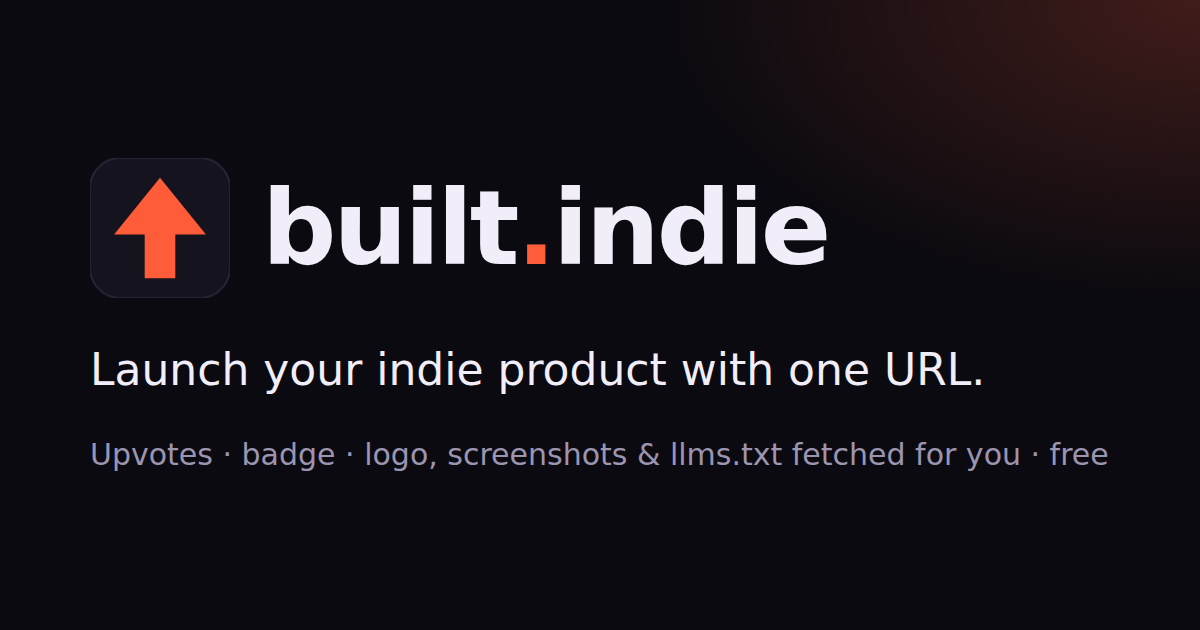 built.indie
Launch your indie product with one URL.
Upvotes · badge · logo, screenshots & llms.txt fetched for you · free